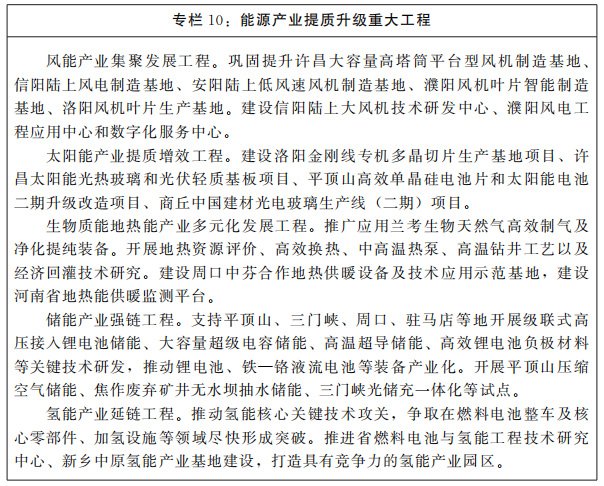 专栏 10：能源产业提质升级重大工程
风能产业集聚发展工程。巩固提升许昌大容量高塔筒平台型风机制造基地、
信阳陆上风电制造基地、安阳陆上低风速风机制造基地、濮阳风机叶片智能制造
基地、洛阳风机叶片生产基地。建设信阳陆上大风机技术研发中心、濮阳风电工
程应用中心和数字化服务中心。
太阳能产业提质增效工程。建设洛阳金刚线专机多晶切片生产基地项目、许
昌太阳能光热玻璃和光伏轻质基板项目、平顶山高效单晶硅电池片和太阳能电池
二期升级改造项目、商丘中国建材光电玻璃生产线（二期）项目。
生物质能地热能产业多元化发展工程。推广应用兰考生物天然气高效制气及
净化提纯装备。开展地热资源评价、高效换热、中高温热泵、高温钻井工艺以及
经济回灌技术研究。建设周口中芬合作地热供暖设备及技术应用示范基地，建设
河南省地热能供暖监测平台。
储能产业强链工程。支持平顶山、三门峡、周口、驻马店等地开展级联式高
压接入锂电池储能、大容量超级电容储能、高温超导储能、高效锂电池负极材料
等关键技术研发，推动锂电池、铁—铬液流电池等装备产业化。开展平顶山压缩
空气储能、焦作废弃矿井无水坝抽水储能、三门峡光储充一体化等试点。
氢能产业延链工程。推动氢能核心关键技术攻关，争取在燃料电池整车及核
心零部件、加氢设施等领域尽快形成突破。推进省燃料电池与氢能工程技术研究
中心、新乡中原氢能产业基地建设，打造具有竞争力的氢能产业园区。